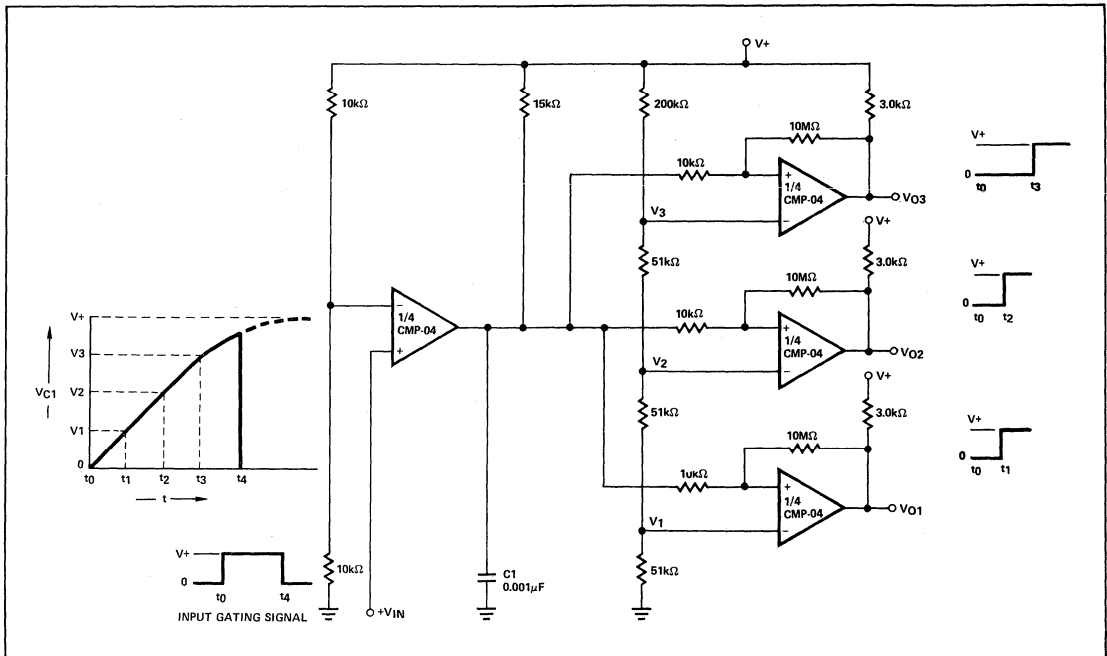 V+
10kΩ
15kΩ
200kΩ
3.0kΩ
10MΩ
10kΩ
+
1/4
CMP-04
−
V3
VO3
V+
0
t0
t3
V+
3.0kΩ
51kΩ
10MΩ
10kΩ
+
1/4
CMP-04
−
V2
VO2
V+
0
t0
t2
−
1/4
CMP-04
+
V+
3.0kΩ
51kΩ
10MΩ
10kΩ
+
1/4
CMP-04
−
V1
VO1
V+
0
t0
t1
51kΩ
V+
V3
VC1
V2
V1
0
t0
t1
t2
t3
t4
t
V+
0
t0
t4
INPUT GATING SIGNAL
10kΩ
+VIN
C1
0.001μF